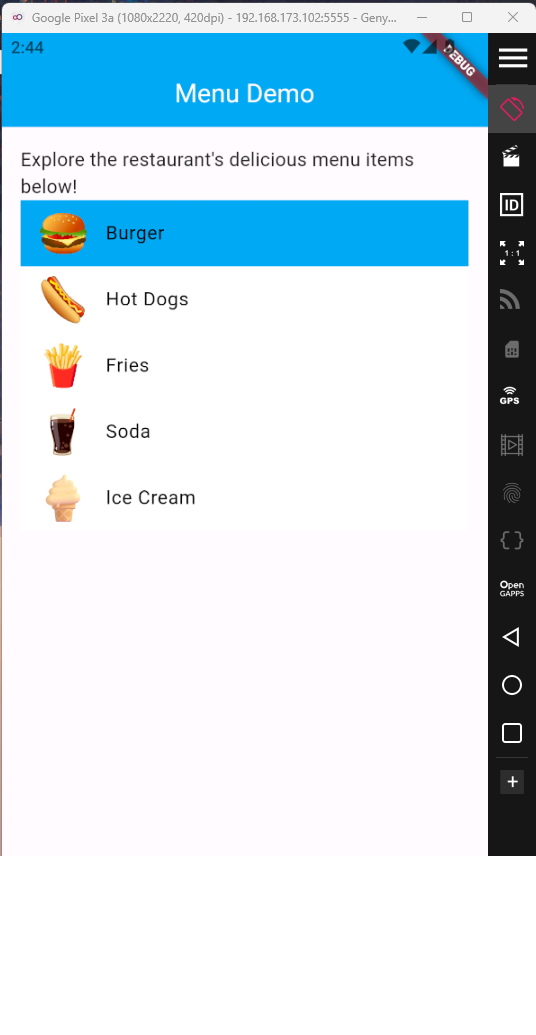 Google Pixel 3a (1080x2220, 420dpi) - 192.168.173.102:5555 - Geny...
2:44
DEBUG
Menu Demo
Explore the restaurant's delicious menu items
below!
Burger
Hot Dogs
Fries
Soda
Ice Cream
ID
1 : 1
GPS
Open
GAPPS